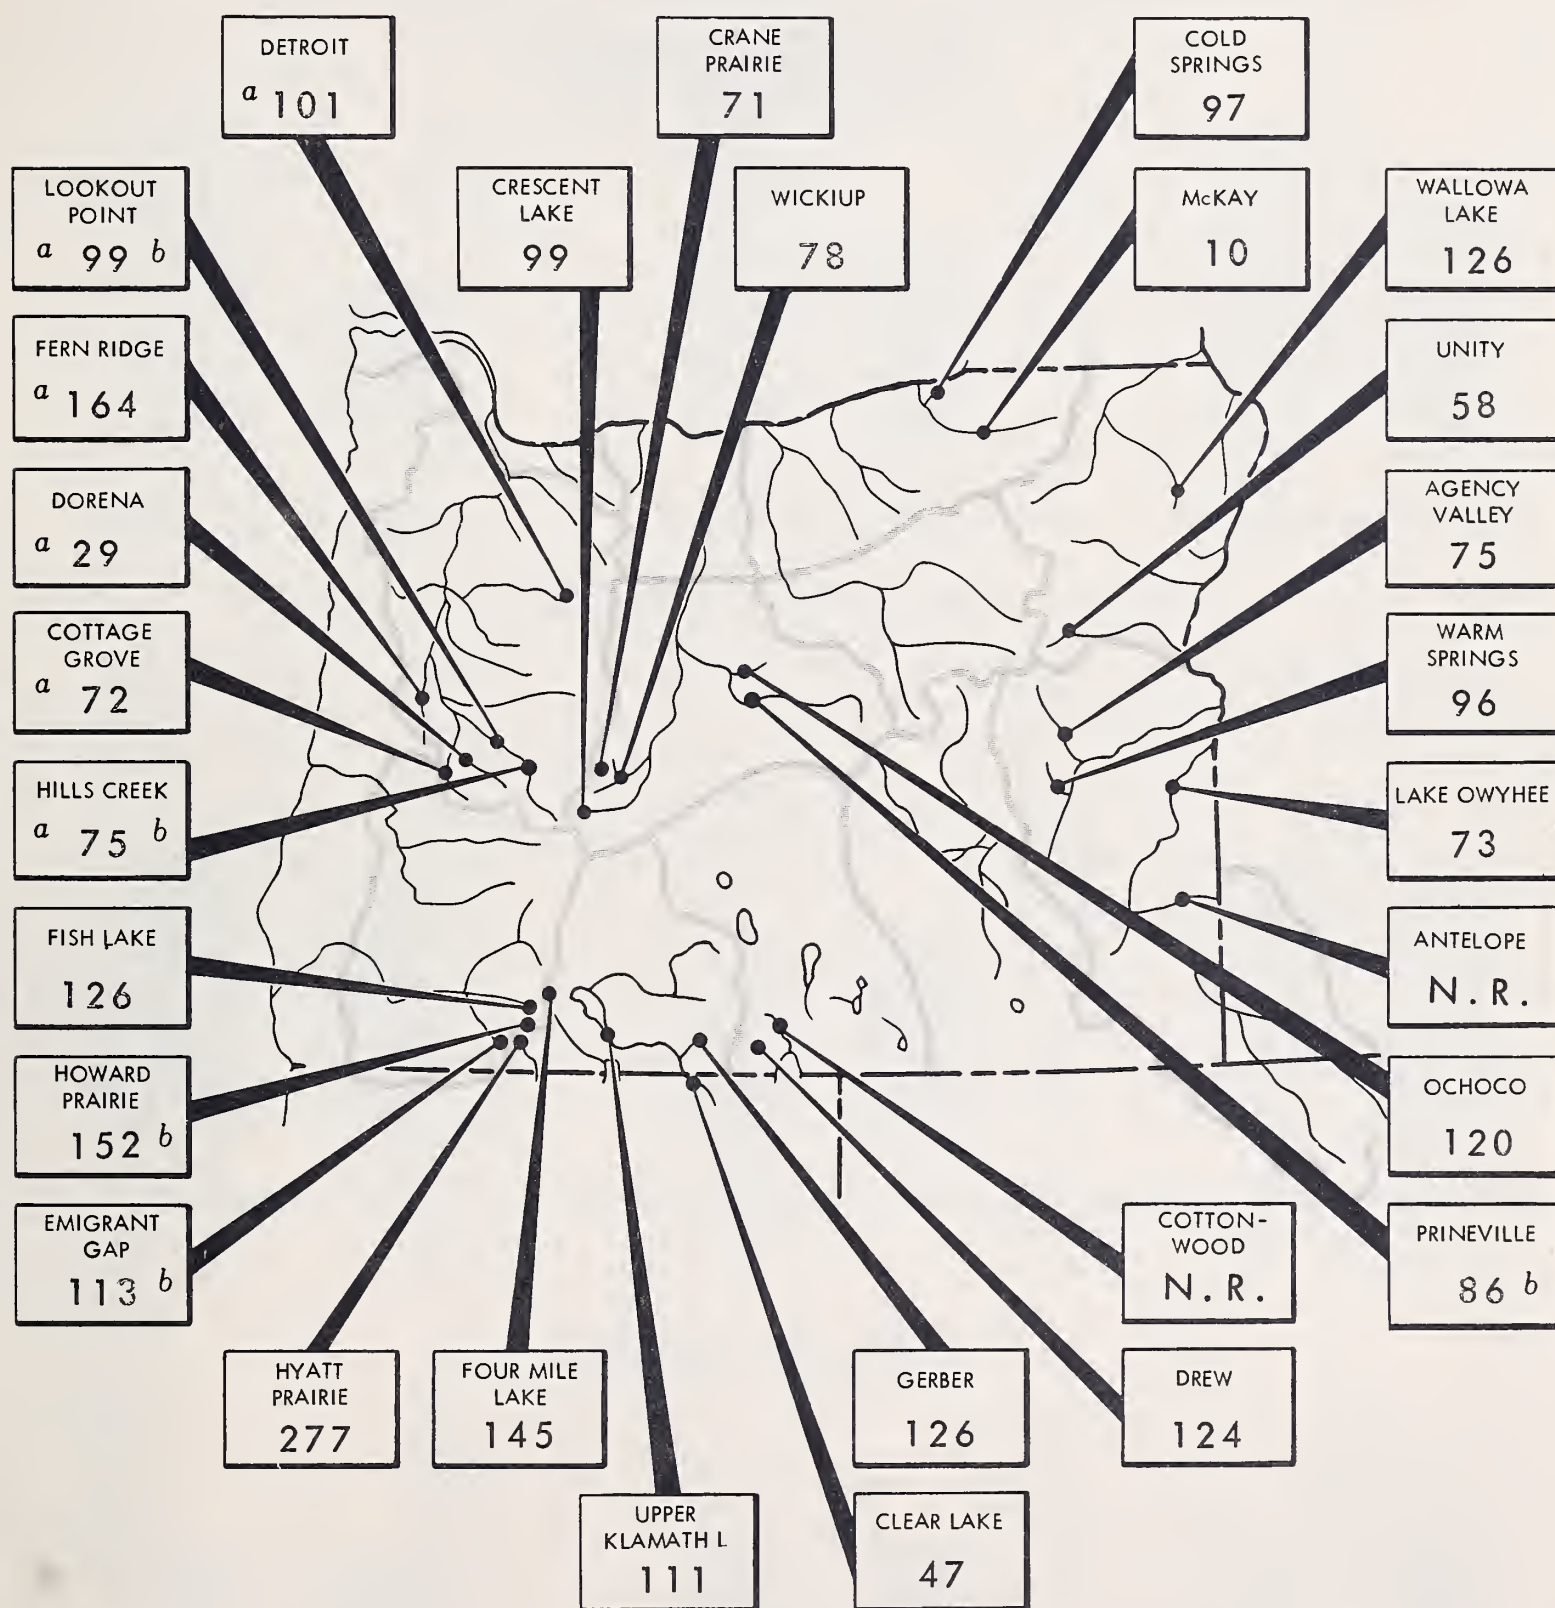 DETROIT
a 101
CRANE
PRAIRIE
71
COLD
SPRINGS
97
LOOKOUT
POINT
a 99 b
CRESCENT
LAKE
99
WICKIUP
78
McKAY
10
WALLOWA
LAKE
126
FERN RIDGE
a 164
UNITY
58
DORENA
a 29
AGENCY
VALLEY
75
COTTAGE
GROVE
a 72
WARM
SPRINGS
96
HILLS CREEK
a 75 b
LAKE OWYHEE
73
FISH LAKE
126
ANTELOPE
N.R.
HOWARD
PRAIRIE
152 b
OCHOCO
120
EMIGRANT
GAP
113 b
COTTON-
WOOD
N.R.
PRINEVILLE
86 b
HYATT
PRAIRIE
277
FOUR MILE
LAKE
145
GERBER
126
DREW
124
UPPER
KLAMATH L
111
CLEAR LAKE
47